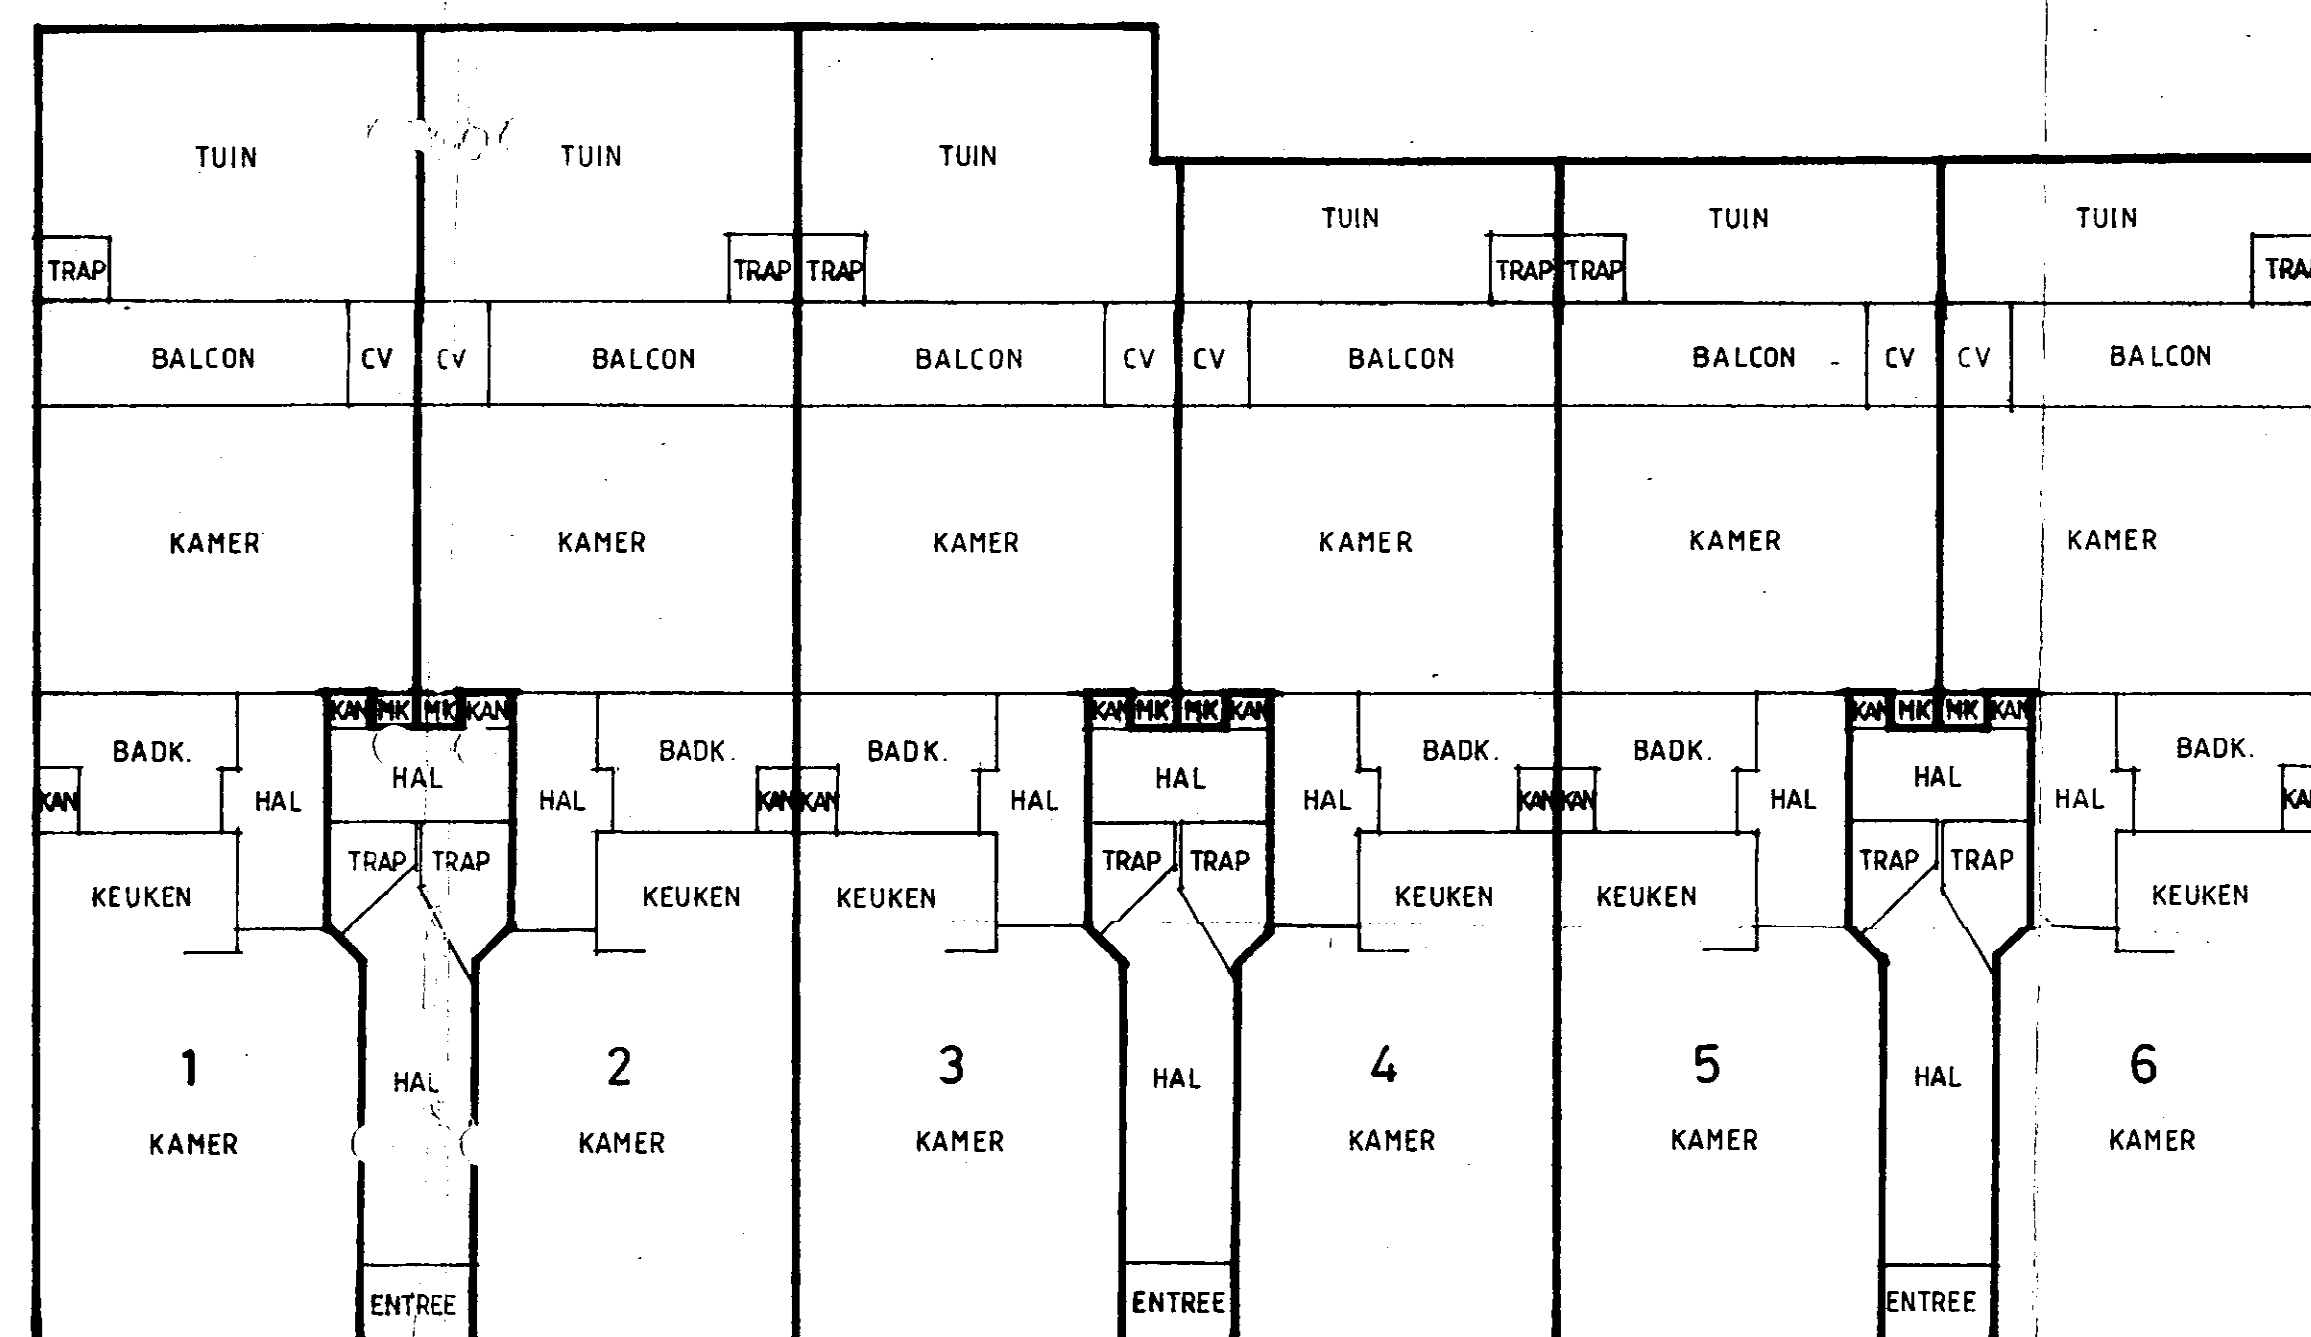 TUIN TUIN TUIN
TUIN TUIN TUIN
TRAP TRAP TRAP TRAP TRAP
BALCON CV CV BALCON BALCON CV CV BALCON BALCON CV CV BALCON
KAMER KAMER KAMER KAMER KAMER KAMER
KAN MK MK KAN KAN MK MK KAN KAN MK MK KAN
BADK. BADK. BADK. BADK. BADK. BADK.
HAL HAL HAL
KAN HAL HAL KAN KAN HAL HAL KAN KAN HAL HAL
TRAP TRAP TRAP TRAP TRAP TRAP
KEUKEN KEUKEN KEUKEN KEUKEN KEUKEN KEUKEN
1 2 3 4 5 6
HAL HAL HAL
KAMER KAMER KAMER KAMER KAMER KAMER
ENTREE ENTREE ENTREE